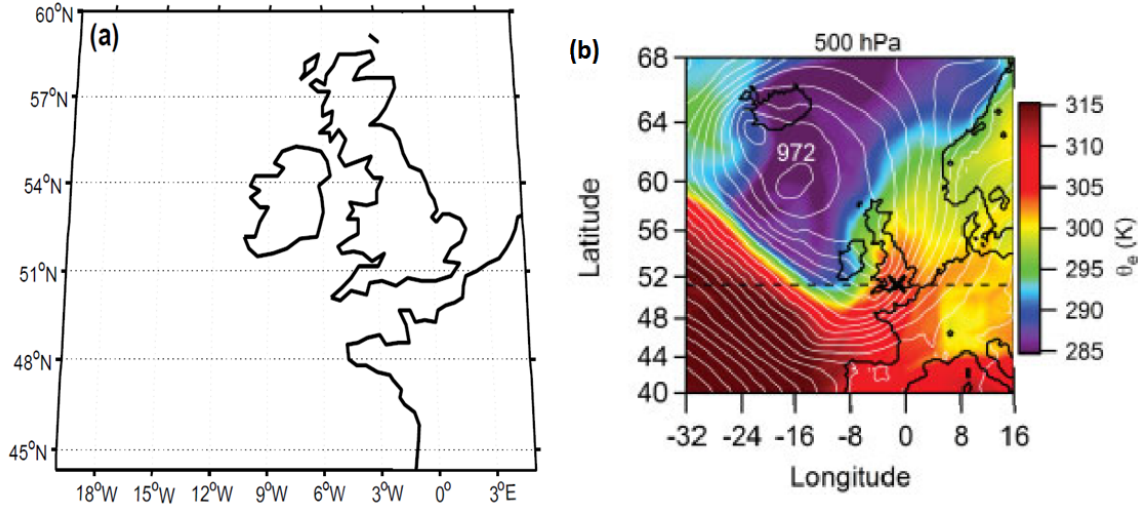 (a)
60°N
57°N
54°N
51°N
48°N
45°N
18°W 15°W 12°W 9°W 6°W 3°W 0° 3°E
(b)
500 hPa
68
64
60
56
52
48
44
40
-32 -24 -16 -8 0 8 16
Latitude
Longitude
972
315
310
305
300
295
290
285
θe (K)